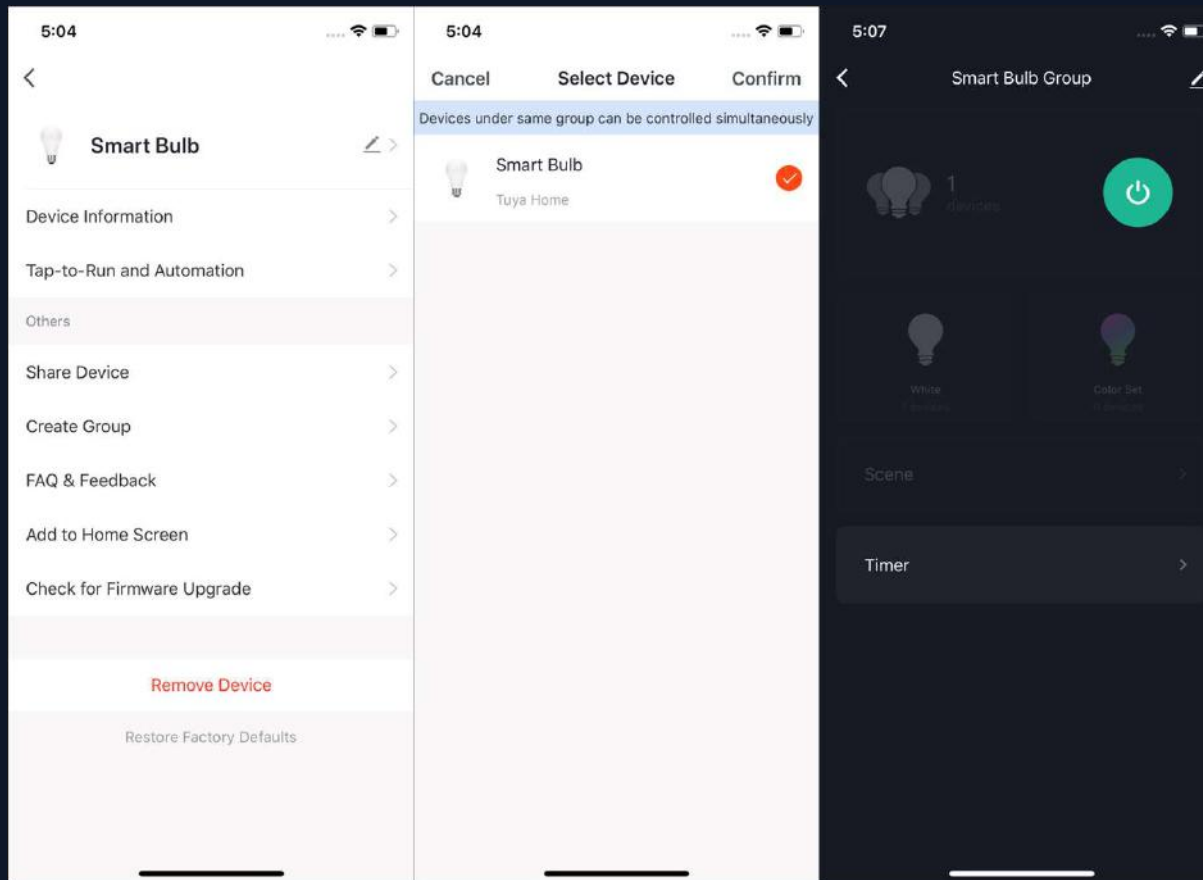 5:04
Smart Bulb
Device Information
Tap-to-Run and Automation
Others
Share Device
Create Group
FAQ & Feedback
Add to Home Screen
Check for Firmware Upgrade
Remove Device
Restore Factory Defaults
5:04
Cancel Select Device Confirm
Devices under same group can be controlled simultaneously
Smart Bulb
Tuya Home
5:07
Smart Bulb Group
1
devices
White
Color Set
Scene
Timer